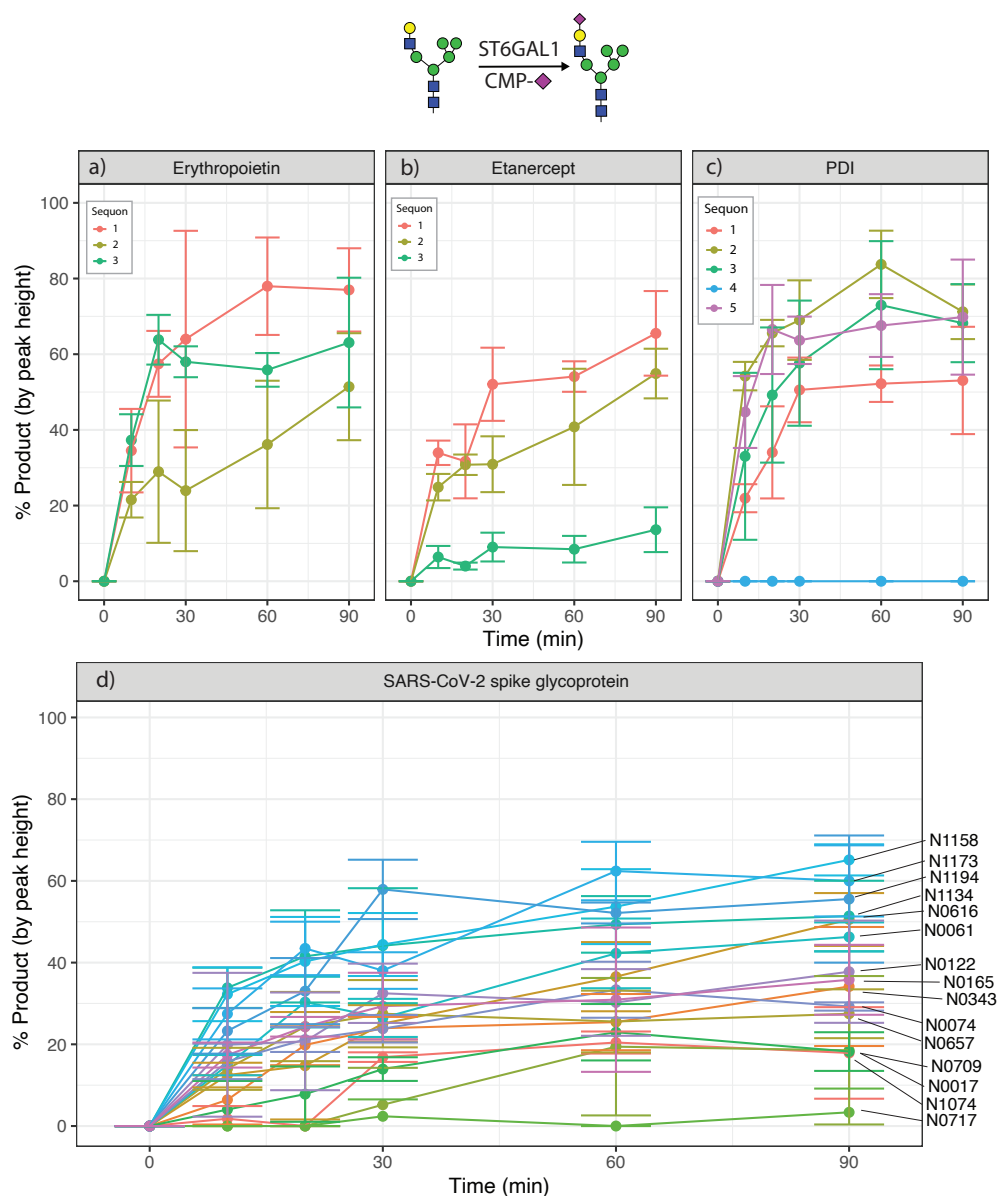 ST6GAL1
CMP-
a) Erythropoietin
b) Etanercept
c) PDI
% Product (by peak height)
100
80
60
40
20
0
Sequon
1
2
3
Sequon
1
2
3
Sequon
1
2
3
4
5
0 30 60 90
0 30 60 90
0 30 60 90
Time (min)
d) SARS-CoV-2 spike glycoprotein
% Product (by peak height)
100
80
60
40
20
0
N1158
N1173
N1194
N1134
N0616
N0061
N0122
N0165
N0343
N0074
N0657
N0709
N0017
N1074
N0717
0 30 60 90
Time (min)